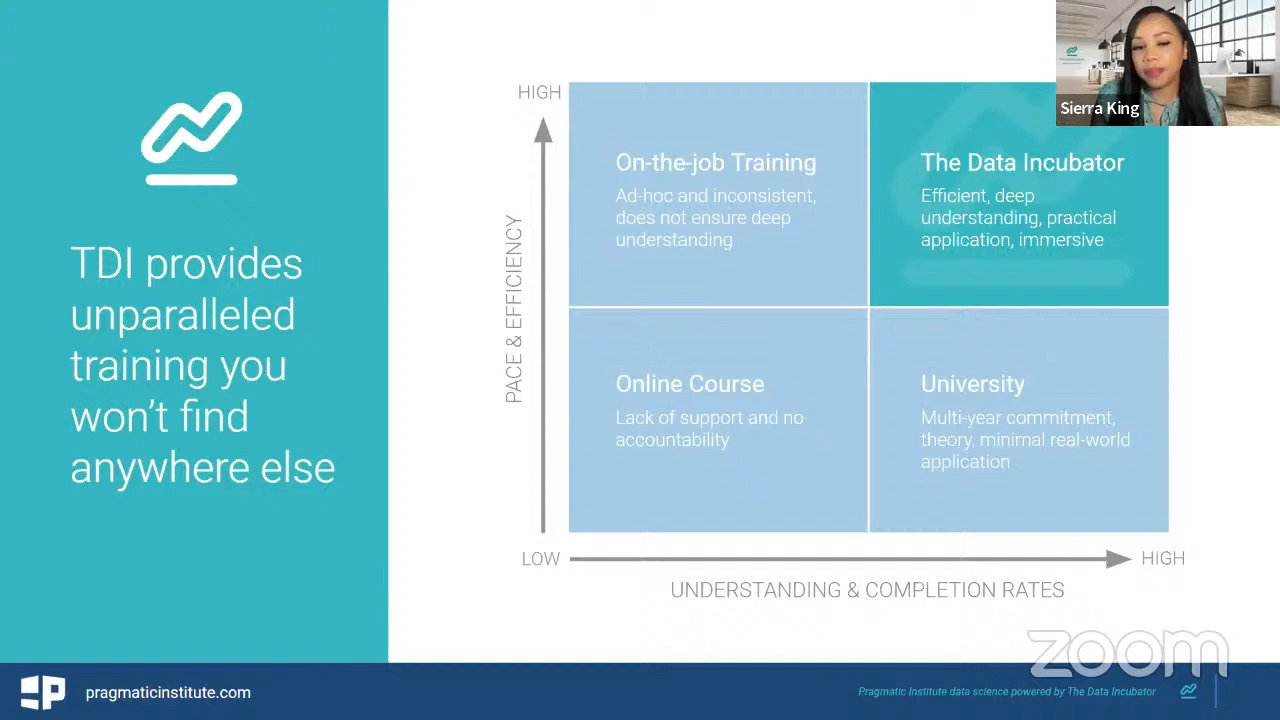 TDI provides
unparalleled
training you
won't find
anywhere else
HIGH
PACE & EFFICIENCY
On-the-job Training
Ad-hoc and inconsistent,
does not ensure deep
understanding
The Data Incubator
Efficient, deep
understanding, practical
application, immersive
Online Course
Lack of support and no
accountability
University
Multi-year commitment,
theory, minimal real-world
application
LOW
HIGH
UNDERSTANDING & COMPLETION RATES
Sierra King
zoom
pragmaticinstitute.com
Pragmatic Institute data science powered by The Data Incubator